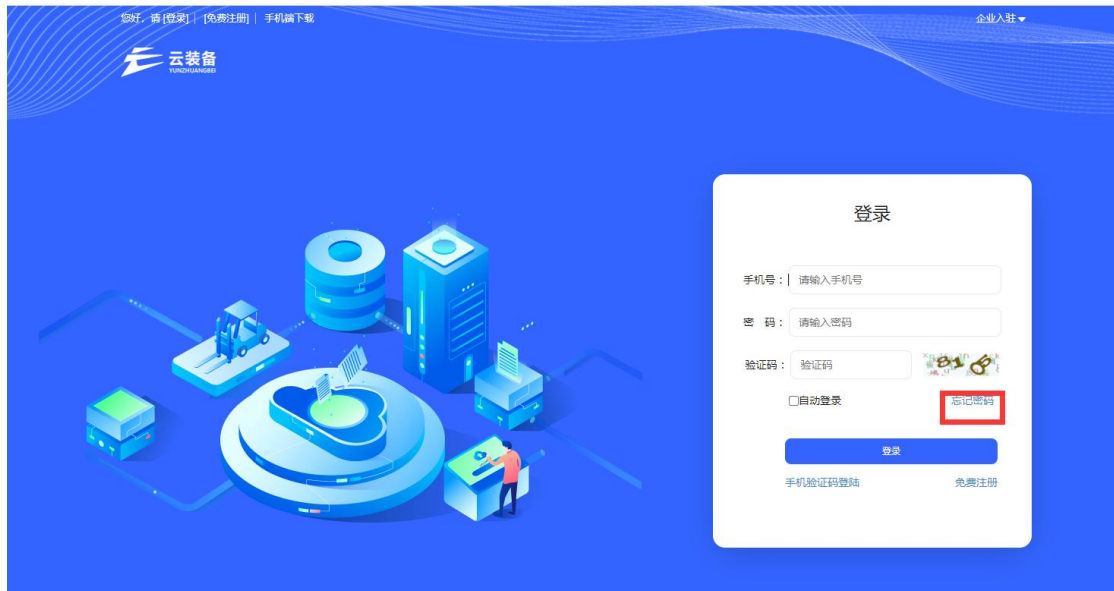 您好，请 [登录] | [免费注册] | 手机端下载
企业入驻
云装备
YUNZHUANGBEI
登录
手机号： 请输入手机号
密 码： 请输入密码
验证码： 验证码
自动登录 忘记密码
登录
手机验证码登陆 免费注册